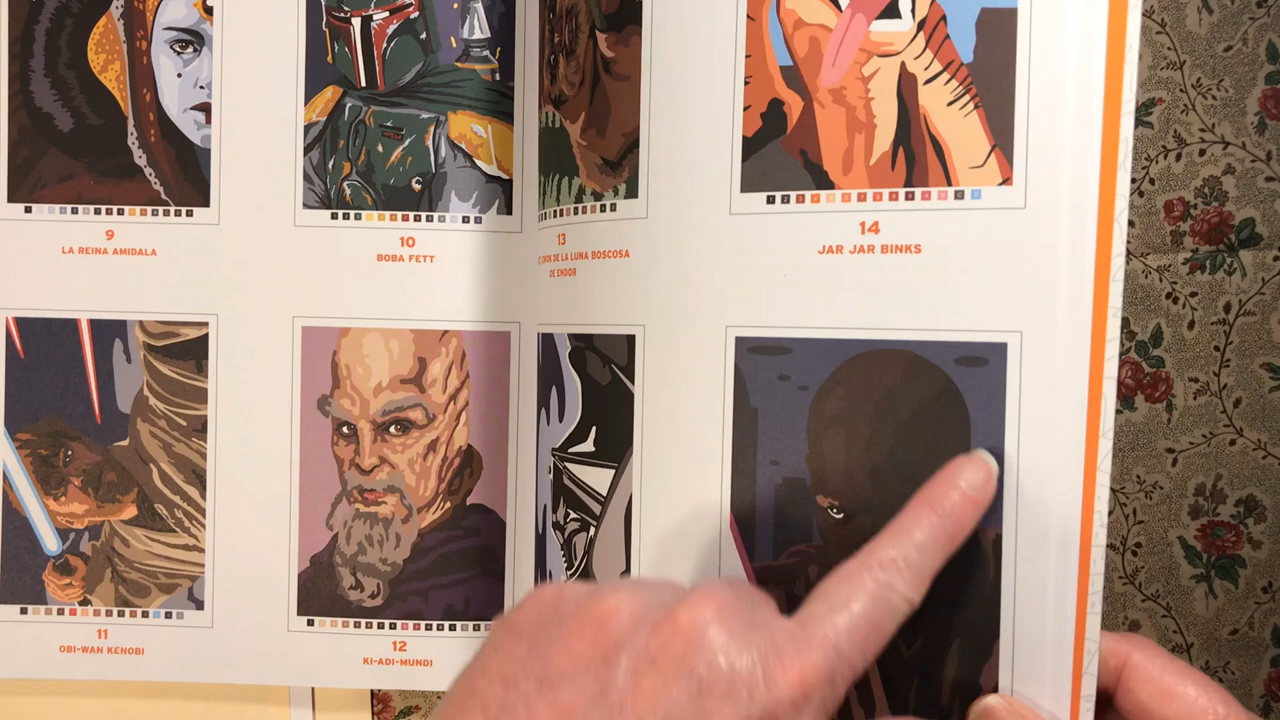 9
LA REINA AMIDALA
10
BOBA FETT
13
EWOK DE LA LUNA BOSCOSA
DE ENDOR
14
JAR JAR BINKS
11
OBI-WAN KENOBI
12
KI-ADI-MUNDI